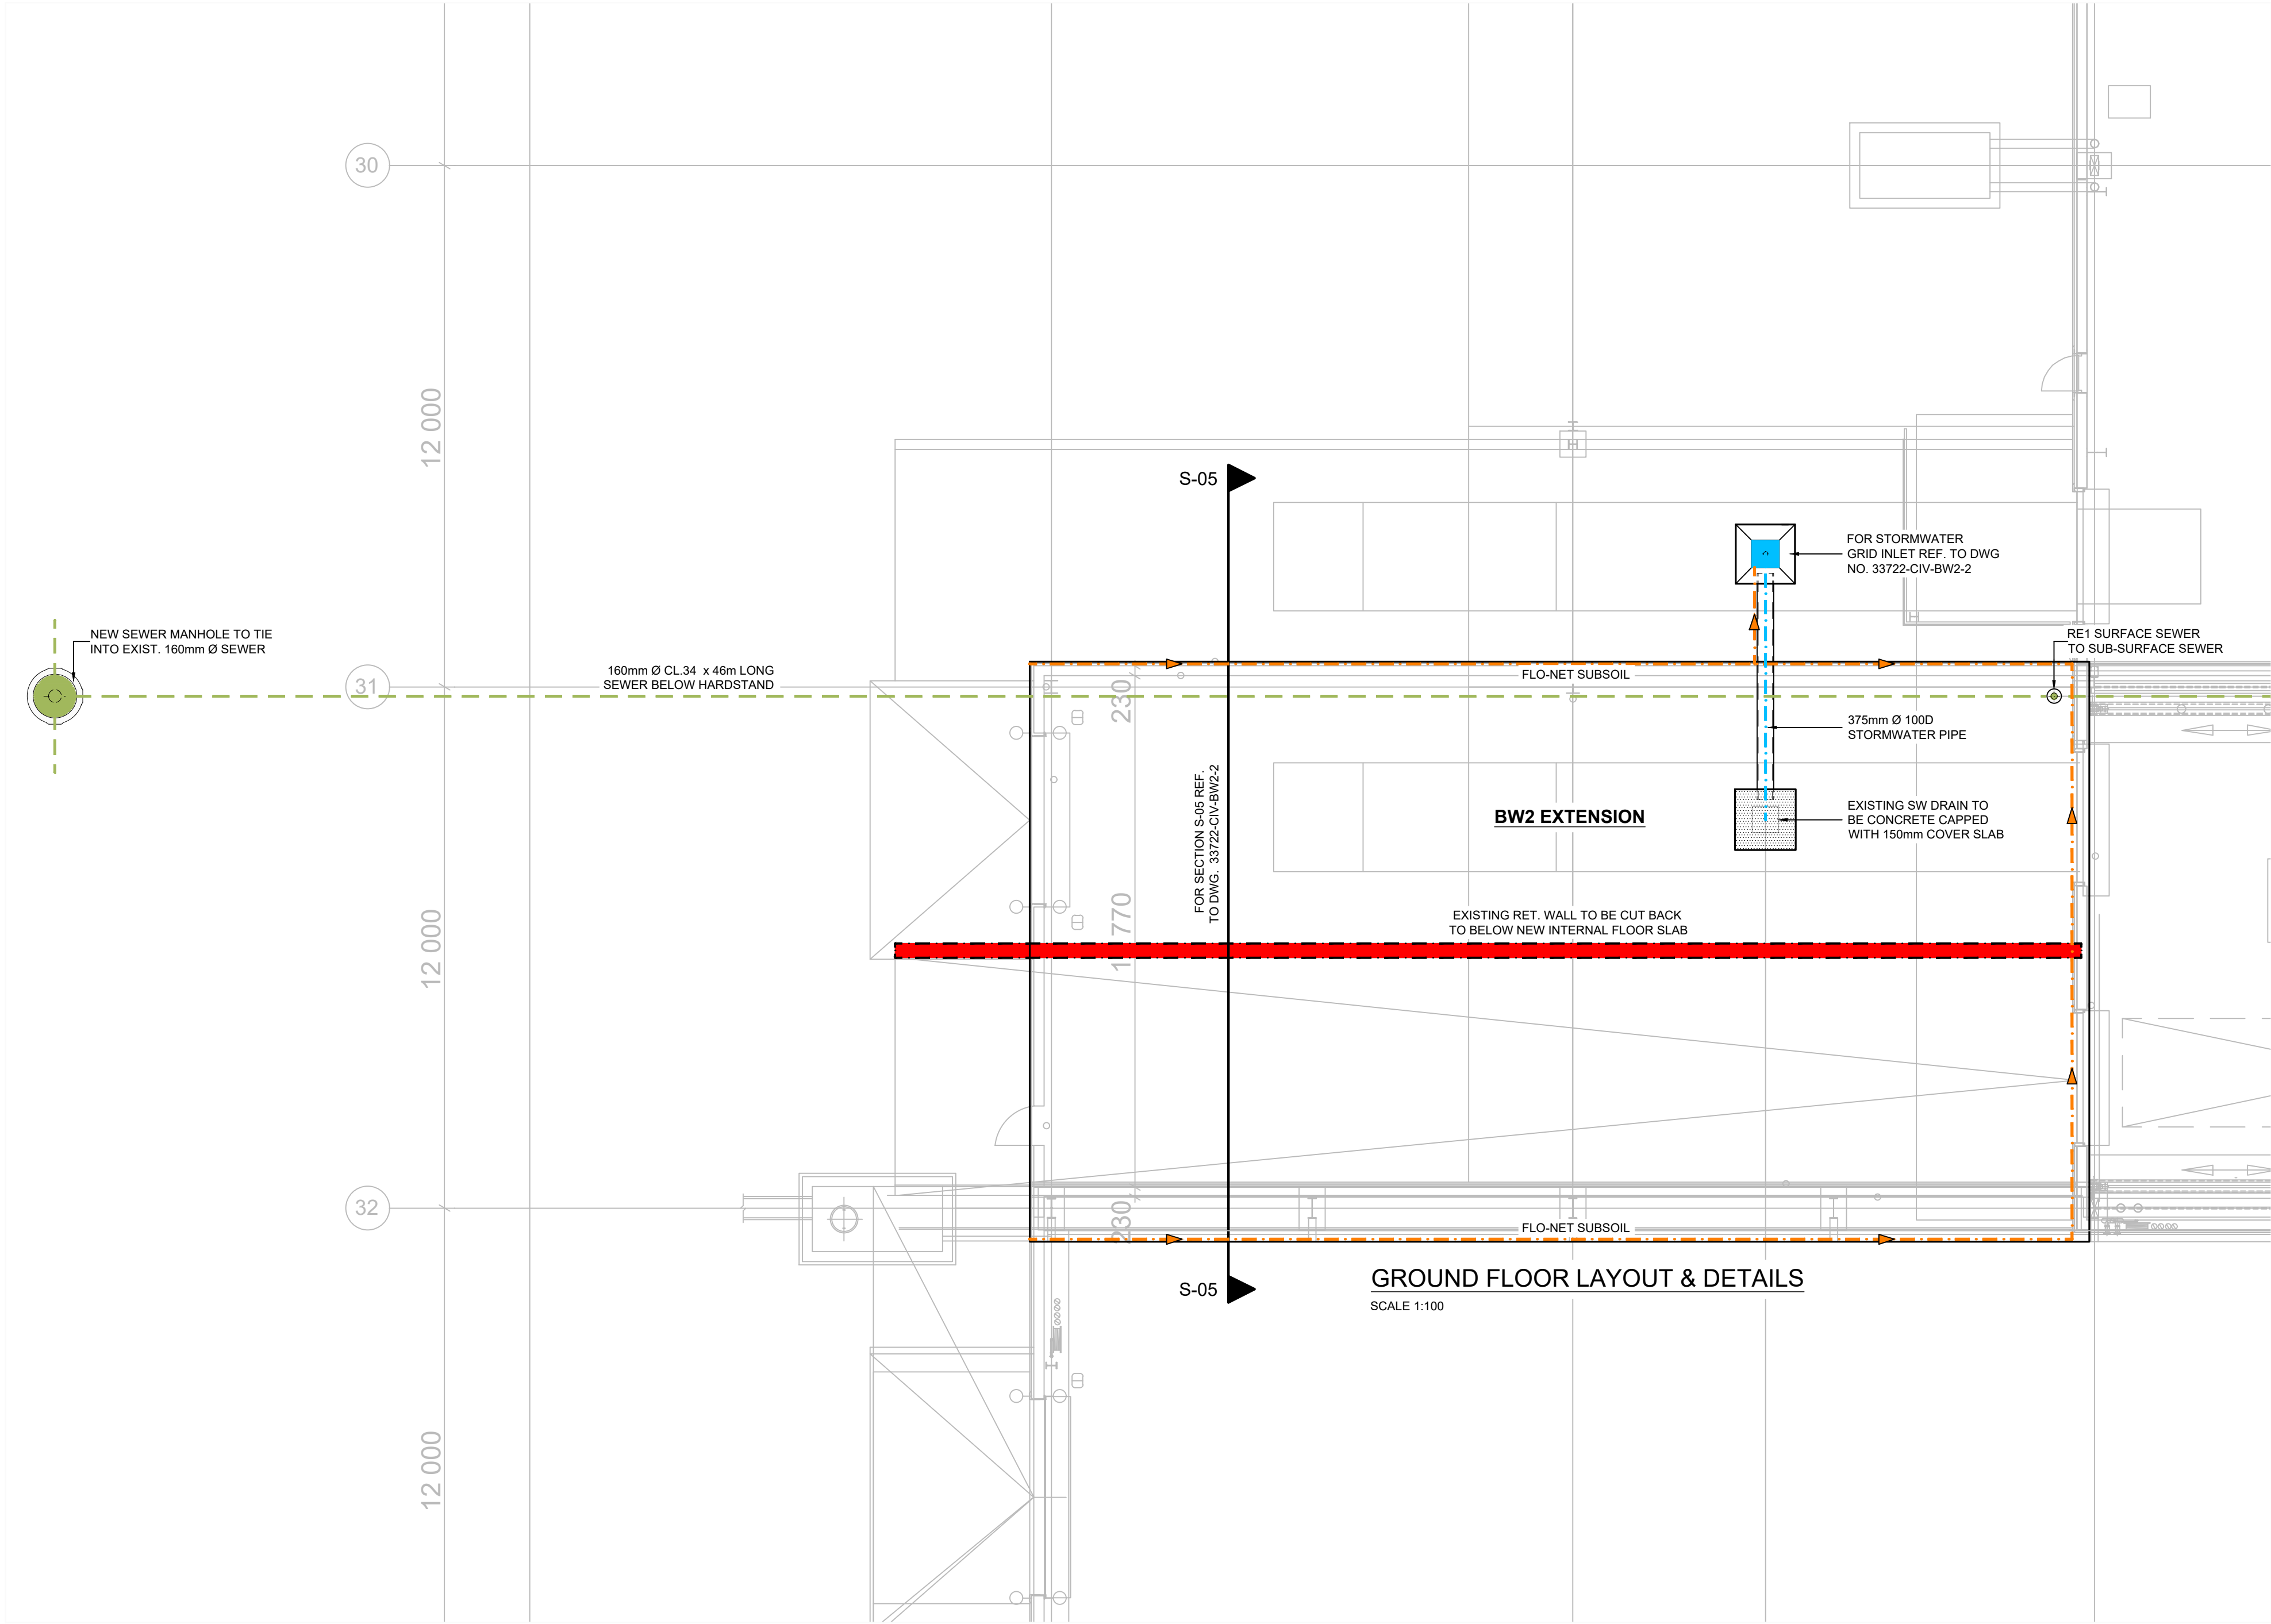 30
12 000
S-05
FOR STORMWATER
GRID INLET REF. TO DWG
NO. 33722-CIV-BW2-2
NEW SEWER MANHOLE TO TIE
INTO EXIST. 160mm Ø SEWER
RE1 SURFACE SEWER
TO SUB-SURFACE SEWER
160mm Ø CL.34 x 46m LONG
SEWER BELOW HARDSTAND
31
FLO-NET SUBSOIL
230
375mm Ø 100D
STORMWATER PIPE
FOR SECTION S-05 REF.
TO DWG. 33722-CIV-BW2-2
BW2 EXTENSION
EXISTING SW DRAIN TO
BE CONCRETE CAPPED
WITH 150mm COVER SLAB
12 000
770
EXISTING RET. WALL TO BE CUT BACK
TO BELOW NEW INTERNAL FLOOR SLAB
32
230
FLO-NET SUBSOIL
S-05
GROUND FLOOR LAYOUT & DETAILS
SCALE 1:100
12 000